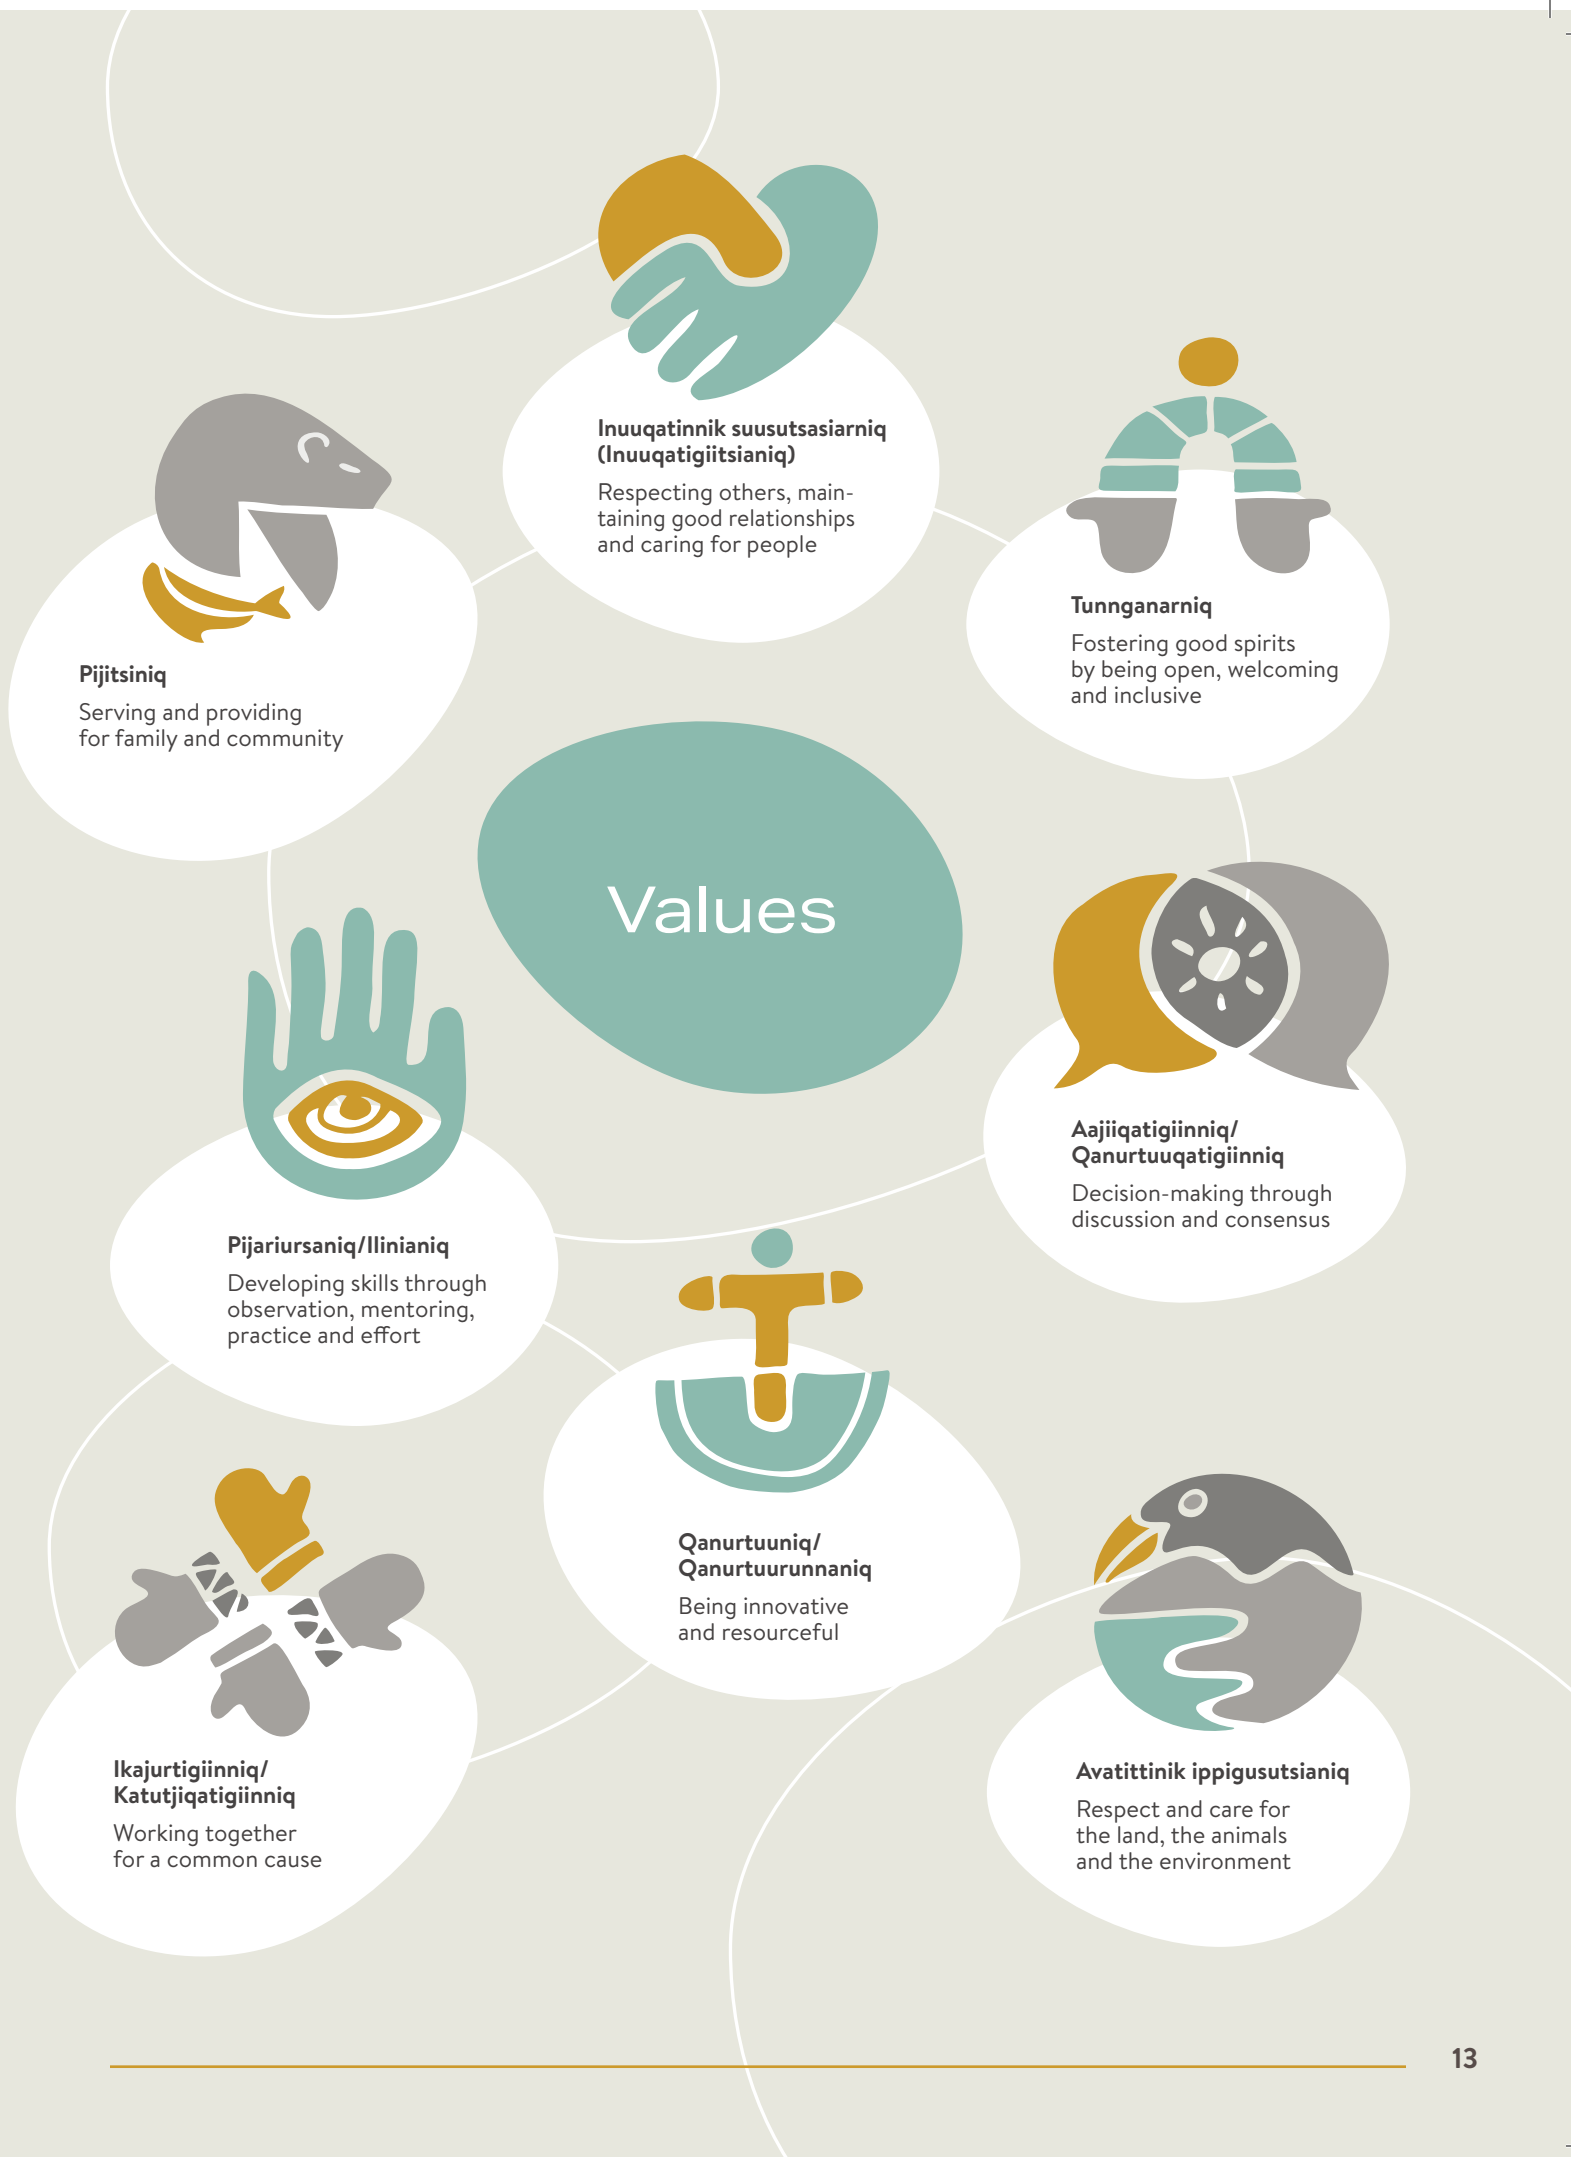 Inuuqatinnik suusutsasiarniq
(Inuuqatigiitsianiq)
Respecting others, main-
taining good relationships
and caring for people
Tunnganarniq
Fostering good spirits
by being open, welcoming
and inclusive
Pijitsiniq
Serving and providing
for family and community
Values
Aajiiqatigiinniq/
Qanurtuuqatigiinniq
Decision-making through
discussion and consensus
Pijariursaniq/Ilinianiq
Developing skills through
observation, mentoring,
practice and effort
Qanurtuuniq/
Qanurtuurunnaniq
Being innovative
and resourceful
Ikajurtigiinniq/
Katutjiqatigiinniq
Working together
for a common cause
Avatittinik ippigusutsianiq
Respect and care for
the land, the animals
and the environment
13